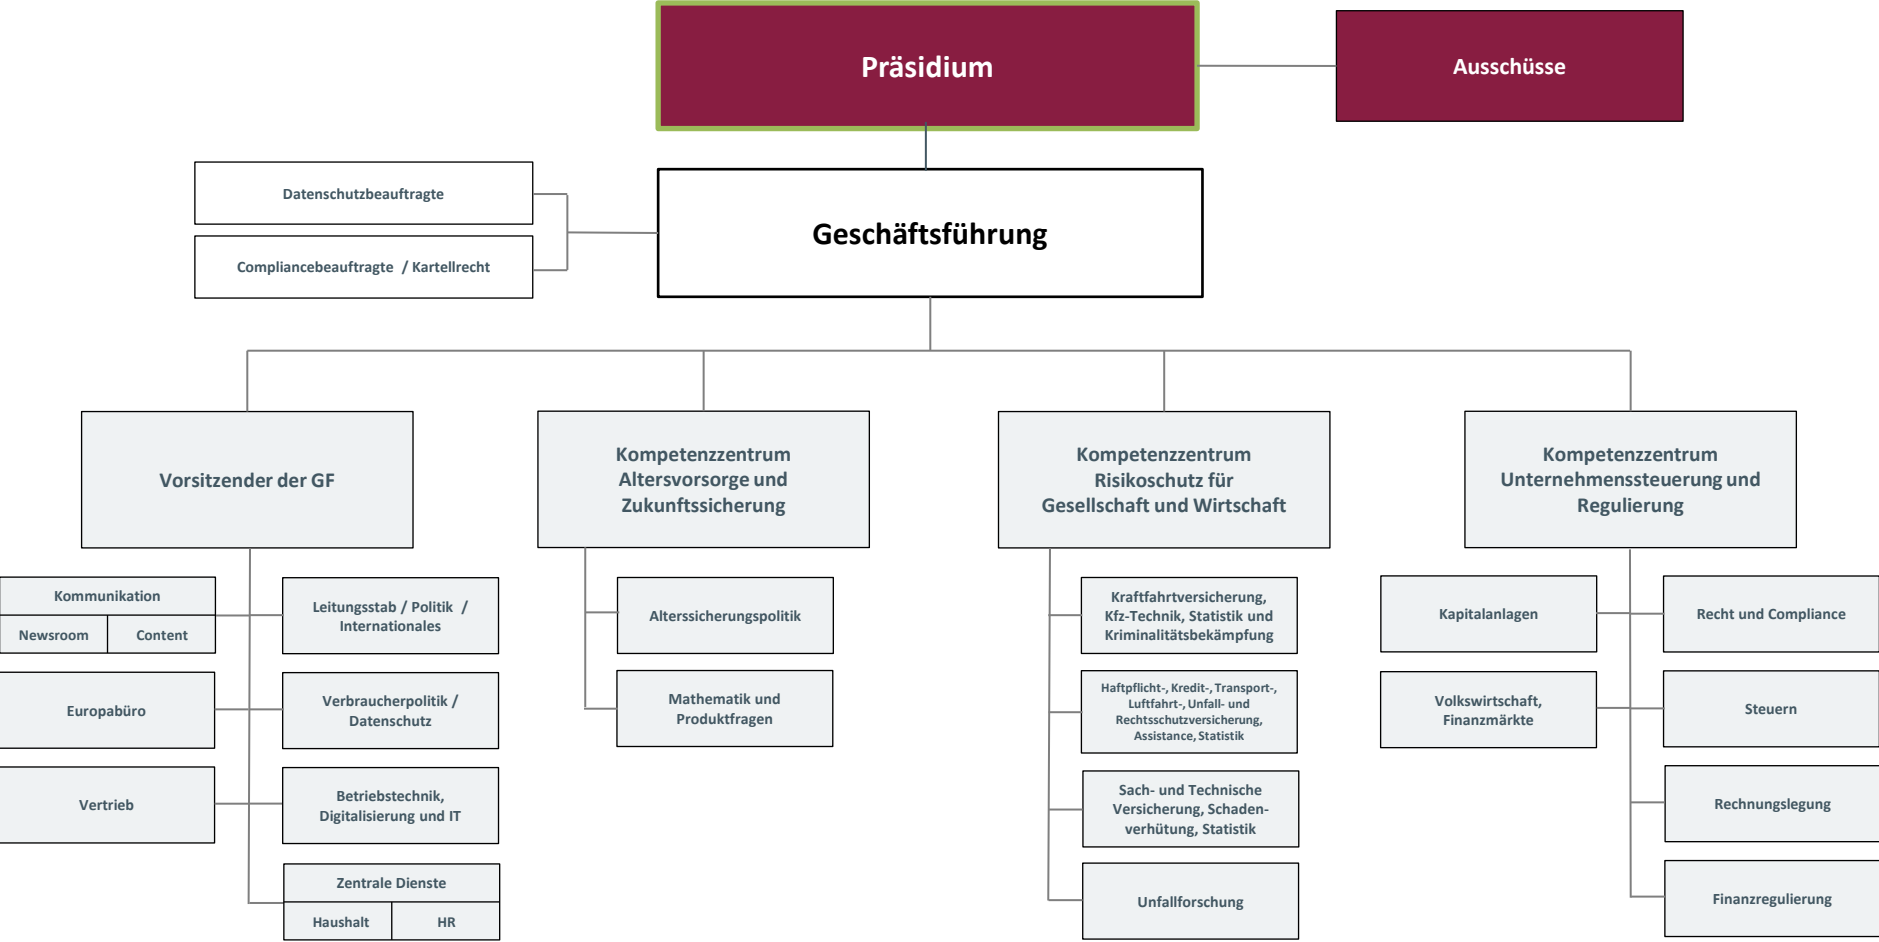 Präsidium
Ausschüsse
Datenschutzbeauftragte
Compliancebeauftragte / Kartellrecht
Geschäftsführung
Vorsitzender der GF
Kommunikation
Newsroom
Content
Europabüro
Vertrieb
Leitungsstab / Politik /
Internationales
Verbraucherpolitik /
Datenschutz
Betriebstechnik,
Digitalisierung und IT
Zentrale Dienste
Haushalt
HR
Kompetenzzentrum
Altersvorsorge und
Zukunftssicherung
Alterssicherungspolitik
Mathematik und
Produktfragen
Kompetenzzentrum
Risikoschutz für
Gesellschaft und Wirtschaft
Kraftfahrtversicherung,
Kfz-Technik, Statistik und
Kriminalitätsbekämpfung
Haftpflicht-, Kredit-, Transport-,
Luftfahrt-, Unfall- und
Rechtsschutzversicherung,
Assistance, Statistik
Sach- und Technische
Versicherung, Schaden-
verhütung, Statistik
Unfallforschung
Kompetenzzentrum
Unternehmenssteuerung und
Regulierung
Kapitalanlagen
Volkswirtschaft,
Finanzmärkte
Recht und Compliance
Steuern
Rechnungslegung
Finanzregulierung